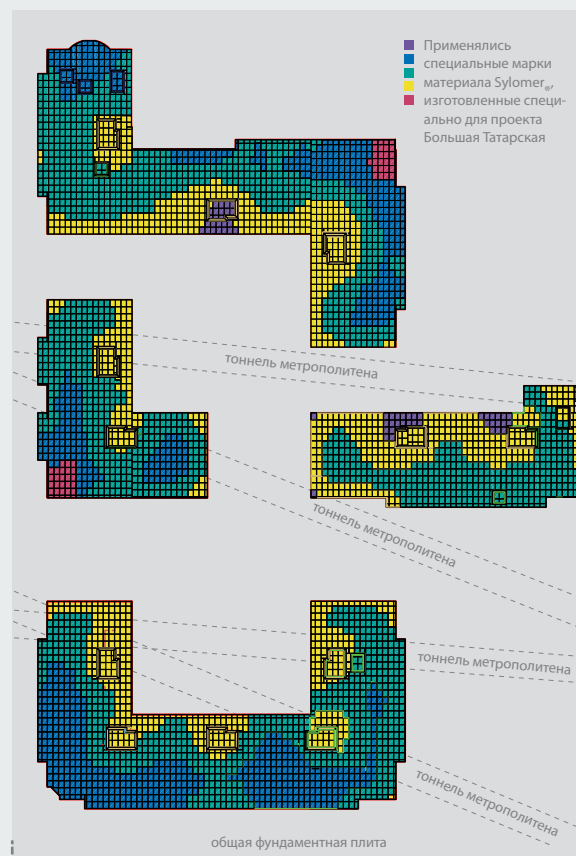 Применялись
специальные марки
материала Sylomer®,
изготовленные специ-
ально для проекта
Большая Татарская
тоннель метрополитена
тоннель метрополитена
тоннель метрополитена
тоннель метрополитена
общая фундаментная плита